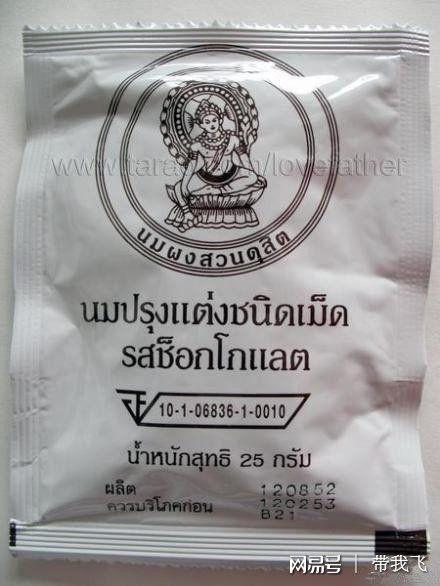 นมผงสวนดุสิต
นมปรุงแต่งชนิดเม็ด
รสช็อกโกแลต
10-1-06836-1-0010
น้ำหนักสุทธิ 25 กรัม
ผลิต 120852
ควรบริโภคก่อน 120253
B21
网易号 | 带我飞